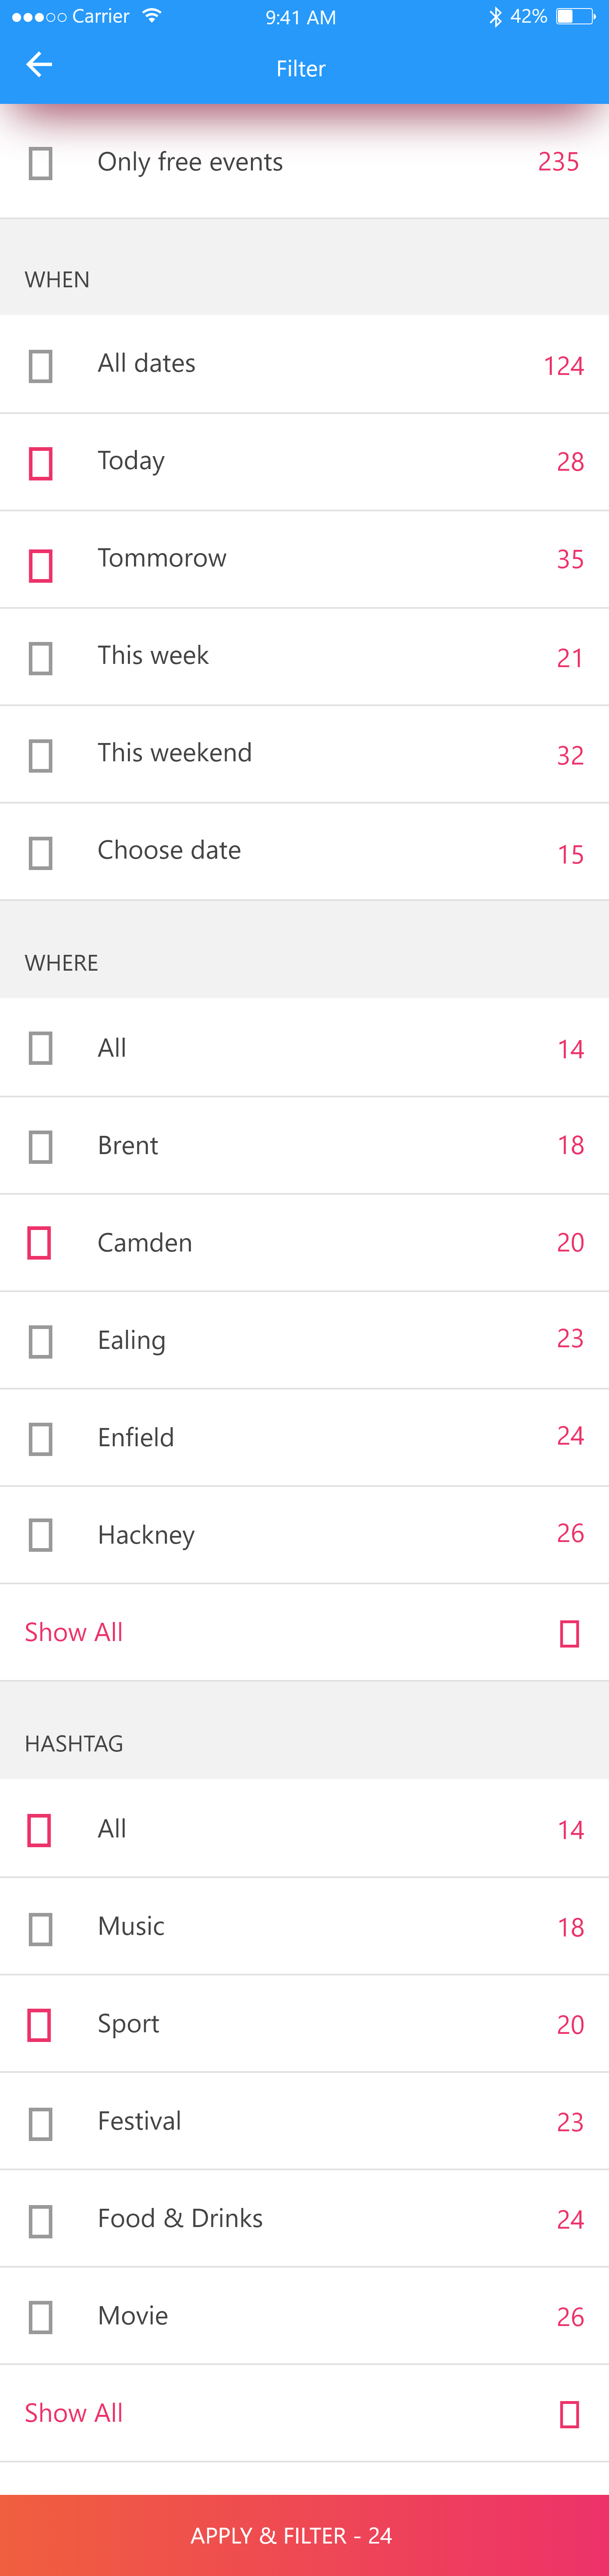 Carrier 9:41 AM 42%
Filter
Only free events 235
WHEN
All dates 124
Today 28
Tommorow 35
This week 21
This weekend 32
Choose date 15
WHERE
All 14
Brent 18
Camden 20
Ealing 23
Enfield 24
Hackney 26
Show All
HASHTAG
All 14
Music 18
Sport 20
Festival 23
Food & Drinks 24
Movie 26
Show All
APPLY & FILTER - 24